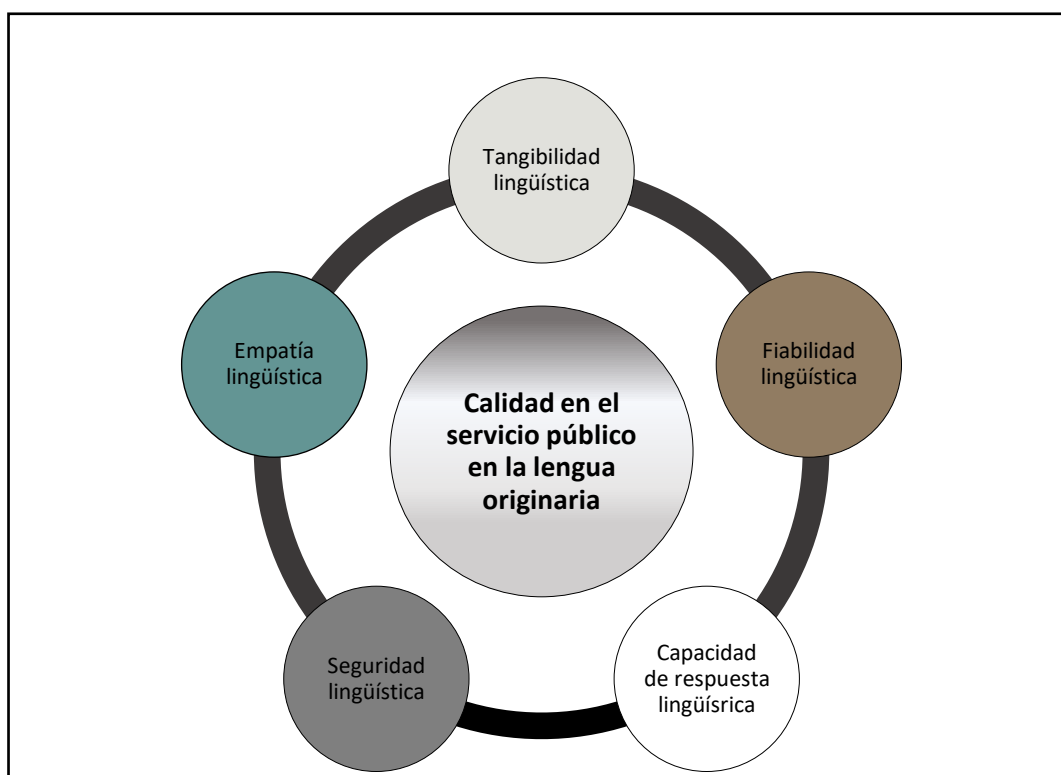 Tangibilidad
lingüística
Empatía
lingüística
Fiabilidad
lingüística
Calidad en el
servicio público
en la lengua
originaria
Seguridad
lingüística
Capacidad
de respuesta
lingüísrica